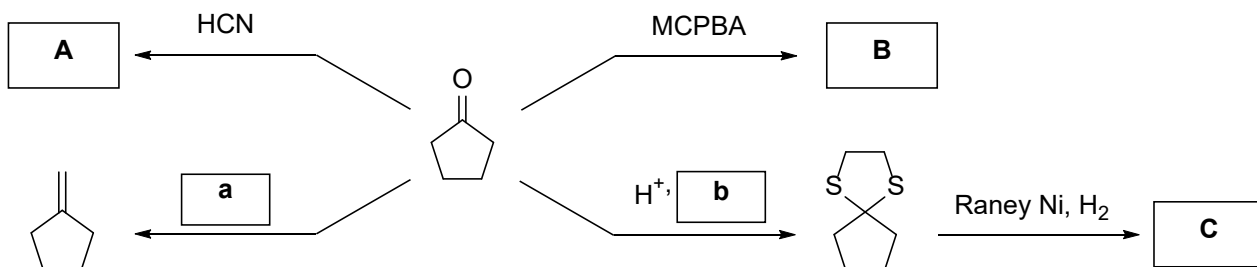 HCN
MCPBA
A
B
O
a
H+, b
S S
Raney Ni, H2
C